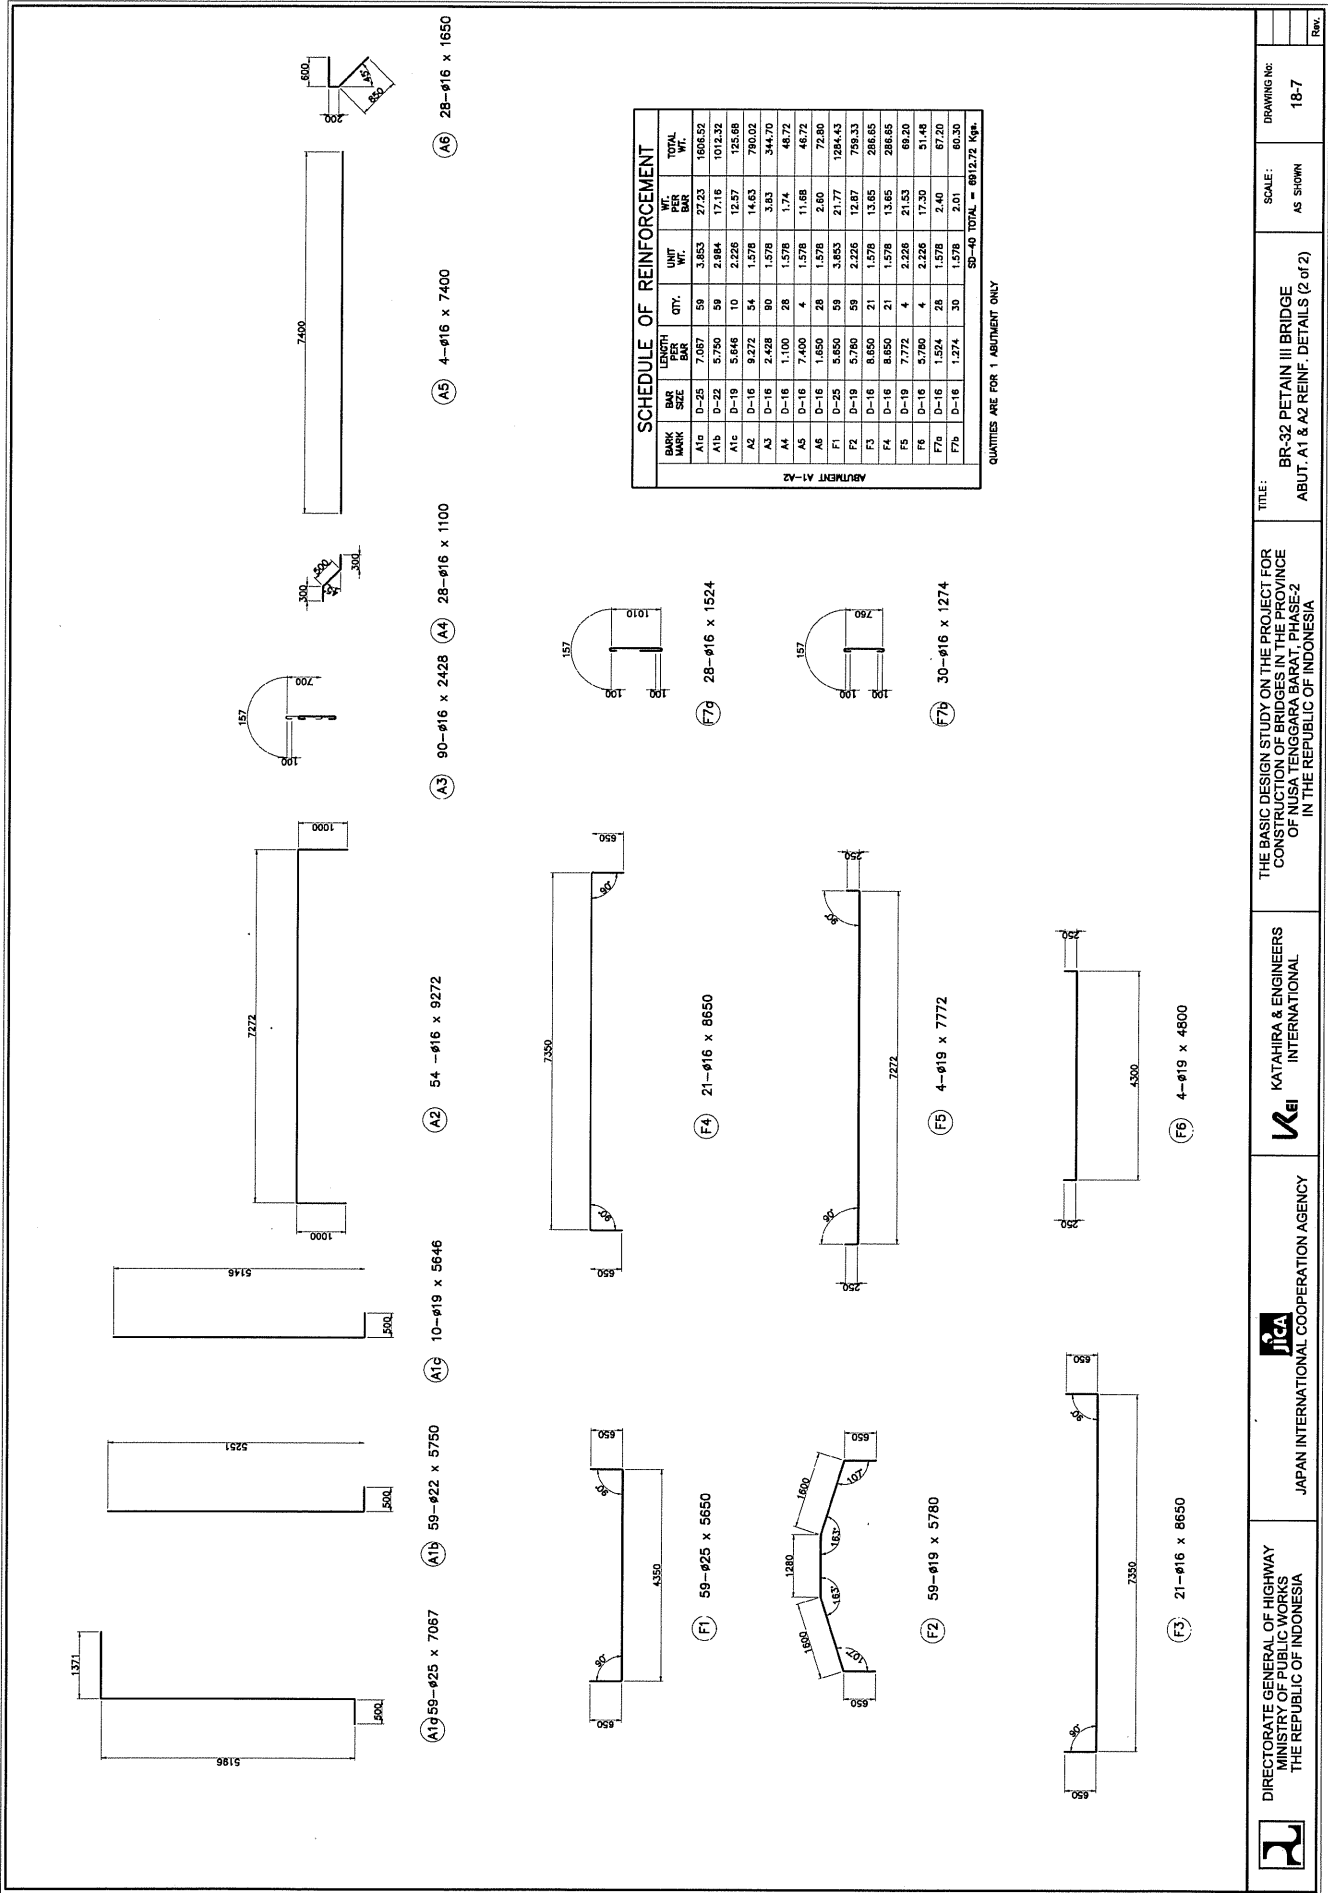 1371
5196
500
A1a 59-ø25 x 7067
5251
500
A1b 59-ø22 x 5750
5146
500
A1c 10-ø19 x 5646
7272
1000
1000
A2 54 -ø16 x 9272
157
700
100
A3 90-ø16 x 2428
300
500
45°
300
A4 28-ø16 x 1100
7400
A5 4-ø16 x 7400
600
200
45°
850
A6 28-ø16 x 1650
650
650
90°
90°
4350
F1 59-ø25 x 5650
1600
1280
1600
163°
163°
107°
107°
650
650
F2 59-ø19 x 5780
650
650
90°
90°
7350
F3 21-ø16 x 8650
7350
90°
90°
650
650
F4 21-ø16 x 8650
250
250
90°
90°
7272
F5 4-ø19 x 7772
250
250
4300
F6 4-ø19 x 4800
157
1010
100
100
F7a 28-ø16 x 1524
157
760
100
100
F7b 30-ø16 x 1274
SCHEDULE OF REINFORCEMENT
BARK MARK BAR SIZE LENGTH PER BAR QTY. UNIT WT. WT. PER BAR TOTAL WT.
ABUTMENT A1-A2
A1a D-25 7.067 59 3.853 27.23 1606.52
A1b D-22 5.750 59 2.984 17.16 1012.32
A1c D-19 5.646 10 2.226 12.57 125.68
A2 D-16 9.272 54 1.578 14.63 790.02
A3 D-16 2.428 90 1.578 3.83 344.70
A4 D-16 1.100 28 1.578 1.74 48.72
A5 D-16 7.400 4 1.578 11.68 46.72
A6 D-16 1.650 28 1.578 2.60 72.80
F1 D-25 5.650 59 3.853 21.77 1284.43
F2 D-19 5.780 59 2.226 12.87 759.33
F3 D-16 8.650 21 1.578 13.65 286.65
F4 D-16 8.650 21 1.578 13.65 286.65
F5 D-19 7.772 4 2.226 21.53 69.20
F6 D-19 5.780 4 2.226 17.30 51.48
F7a D-16 1.524 28 1.578 2.40 67.20
F7b D-16 1.274 30 1.578 2.01 60.30
SD-40 TOTAL = 6912.72 Kgs.
QUATITIES ARE FOR 1 ABUTMENT ONLY
DIRECTORATE GENERAL OF HIGHWAY
MINISTRY OF PUBLIC WORKS
THE REPUBLIC OF INDONESIA
JICA
JAPAN INTERNATIONAL COOPERATION AGENCY
KEI
KATAHIRA & ENGINEERS
INTERNATIONAL
THE BASIC DESIGN STUDY ON THE PROJECT FOR
CONSTRUCTION OF BRIDGES IN THE PROVINCE
OF NUSA TENGGARA BARAT, PHASE-2
IN THE REPUBLIC OF INDONESIA
TITLE :
BR-32 PETAIN III BRIDGE
ABUT. A1 & A2 REINF. DETAILS (2 of 2)
SCALE :
AS SHOWN
DRAWING No:
18-7
Rev.